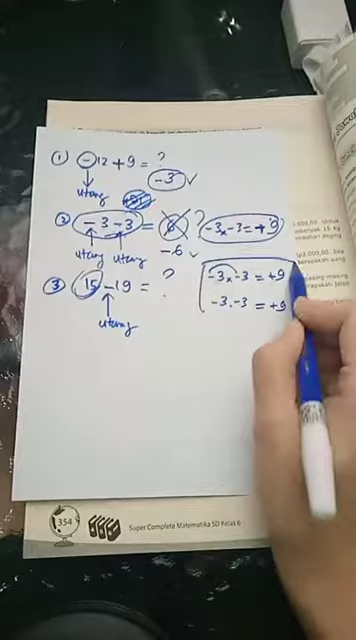 ① -12 + 9 = ?
-3 ✓
utang
② -3 -3 = 6 ?
-3 x -3 = +9
utang utang
-6 ✓
-3 x -3 = +9
③ 15 - 19 = ?
-3 . -3 = +9
utang
354
Super Complete Matematika SD Kelas 6